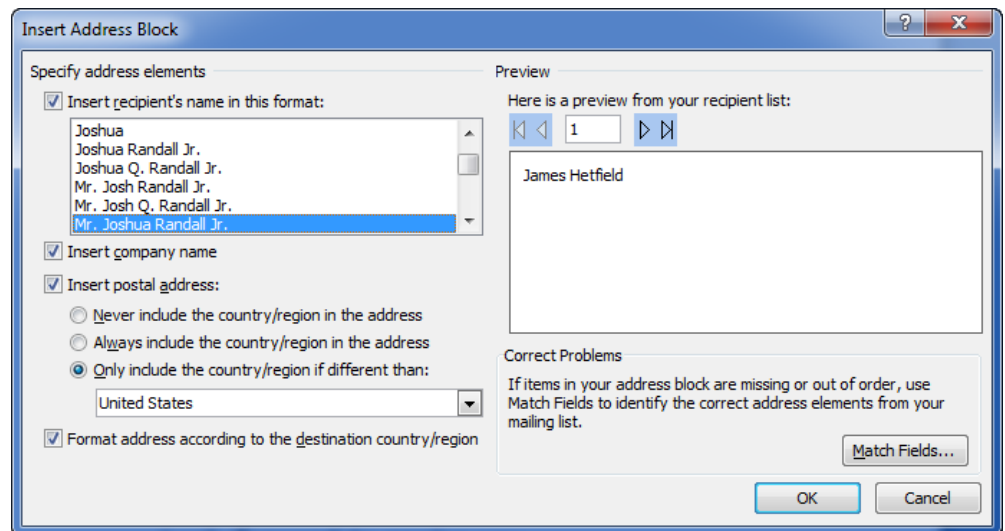 Insert Address Block
Specify address elements
Insert recipient's name in this format:
Joshua
Joshua Randall Jr.
Joshua Q. Randall Jr.
Mr. Josh Randall Jr.
Mr. Josh Q. Randall Jr.
Mr. Joshua Randall Jr.
Insert company name
Insert postal address:
Never include the country/region in the address
Always include the country/region in the address
Only include the country/region if different than:
United States
Format address according to the destination country/region
Preview
Here is a preview from your recipient list:
1
James Hetfield
Correct Problems
If items in your address block are missing or out of order, use
Match Fields to identify the correct address elements from your
mailing list.
Match Fields...
OK
Cancel